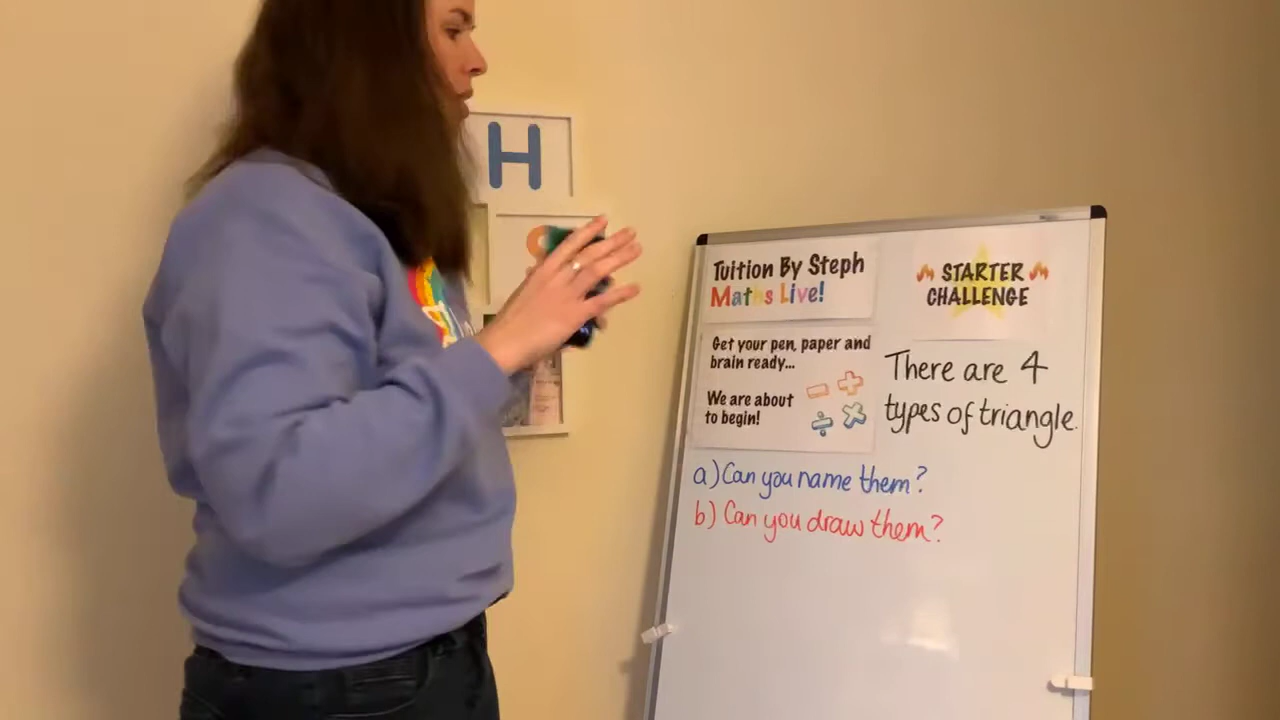 H
Tuition By Steph
Maths Live!
STARTER
CHALLENGE
Get your pen, paper and
brain ready...
We are about
to begin!
There are 4
types of triangle.
a) Can you name them?
b) Can you draw them?